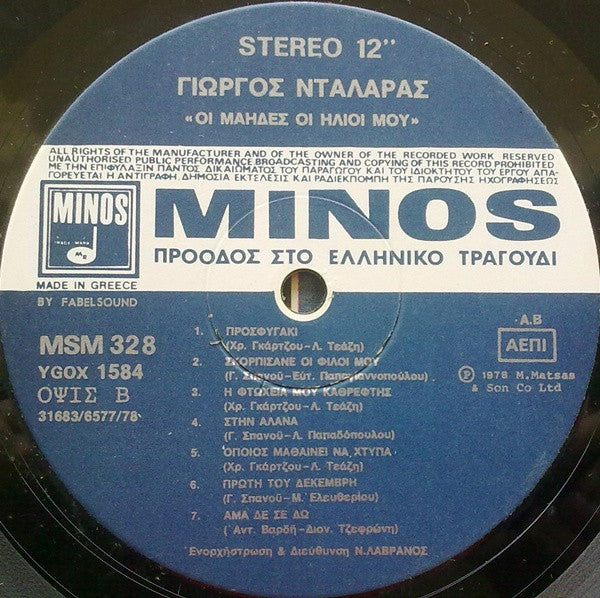 STEREO 12"
ΓΙΩΡΓΟΣ ΝΤΑΛΑΡΑΣ
«ΟΙ ΜΑΗΔΕΣ ΟΙ ΗΛΙΟΙ ΜΟΥ»
ALL RIGHTS OF THE MANUFACTURER AND OF THE OWNER OF THE RECORDED WORK RESERVED
UNAUTHORISED PUBLIC PERFORMANCE BROADCASTING AND COPYING OF THIS RECORD PROHIBITED
ΜΕ ΤΗΝ ΕΠΙΦΥΛΑΞΙΝ ΠΑΝΤΟΣ ΔΙΚΑΙΩΜΑΤΟΣ ΤΟΥ ΠΑΡΑΓΩΓΟΥ ΚΑΙ ΤΟΥ ΙΔΙΟΚΤΗΤΟΥ ΤΟΥ ΕΡΓΟΥ ΑΠΑ-
ΓΟΡΕΥΕΤΑΙ Η ΑΝΤΙΓΡΑΦΗ, ΔΗΜΟΣΙΑ ΕΚΤΕΛΕΣΙΣ ΚΑΙ ΡΑΔΙΕΚΠΟΜΠΗ ΤΗΣ ΠΑΡΟΥΣΗΣ ΗΧΟΓΡΑΦΗΣΕΩΣ
MINOS
MINOS
ΠΡΟΟΔΟΣ ΣΤΟ ΕΛΛΗΝΙΚΟ ΤΡΑΓΟΥΔΙ
MADE IN GREECE
BY FABELSOUND
MSM 328
YGOX 1584
ΟΨΙΣ Β
31683/6577/78
A.B
ΑΕΠΙ
Ⓟ 1978 M.Matsas
& Son Co Ltd
1. ΠΡΟΣΦΥΓΑΚΙ
(Χρ. Γκάρτζου-Λ. Τεάζη)
2. ΣΚΟΡΠΙΣΑΝΕ ΟΙ ΦΙΛΟΙ ΜΟΥ
(Γ. Σπανού-Εύτ. Παπαγιαννοπούλου)
3. Η ΦΤΩΧΕΙΑ ΜΟΥ ΚΑΘΡΕΦΤΗΣ
(Χρ. Γκάρτζου-Λ. Τεάζη)
4. ΣΤΗΝ ΑΛΑΝΑ
(Γ. Σπανού-Λ. Παπαδόπουλου)
5. ΌΠΟΙΟΣ ΜΑΘΑΙΝΕΙ ΝΑ ΧΤΥΠΑ
(Χρ. Γκάρτζου-Λ. Τεάζη)
6. ΠΡΩΤΗ ΤΟΥ ΔΕΚΕΜΒΡΗ
(Γ. Σπανού-Μ. Ελευθερίου)
7. ΑΜΑ ΔΕ ΣΕ ΔΩ
(Άντ. Βαρδή-Διον. Τζεφρώνη)
Ενορχήστρωση & Διεύθυνση Ν.ΛΑΒΡΑΝΟΣ